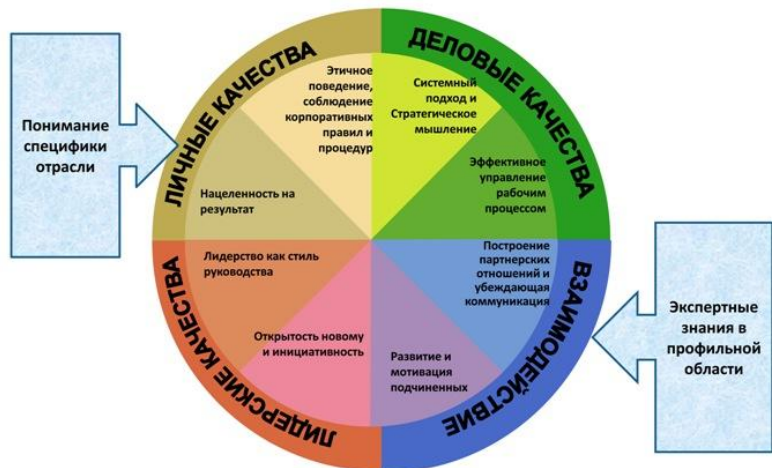 ЛИЧНЫЕ КАЧЕСТВА
ДЕЛОВЫЕ КАЧЕСТВА
Понимание
специфики
отрасли
Этичное
поведение,
соблюдение
корпоративных
правил и
процедур
Системный
подход и
Стратегическое
мышление
Нацеленность на
результат
Эффективное
управление
рабочим
процессом
Лидерство как стиль
руководства
Построение
партнерских
отношений и
убеждающая
коммуникация
Открытость новому
и инициативность
Развитие и
мотивация
подчиненных
Экспертные
знания в
профильной
области
ЛИДЕРСКИЕ КАЧЕСТВА
ВЗАИМОДЕЙСТВИЕ